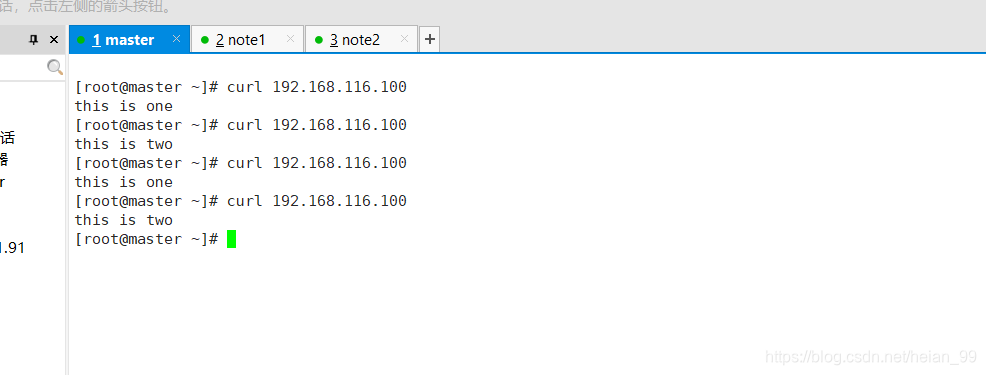 话，点击左侧的箭头按钮。
1 master
2 note1
3 note2
[root@master ~]# curl 192.168.116.100
this is one
[root@master ~]# curl 192.168.116.100
this is two
[root@master ~]# curl 192.168.116.100
this is one
[root@master ~]# curl 192.168.116.100
this is two
[root@master ~]#
话
器
r
.91
https://blog.csdn.net/heian_99